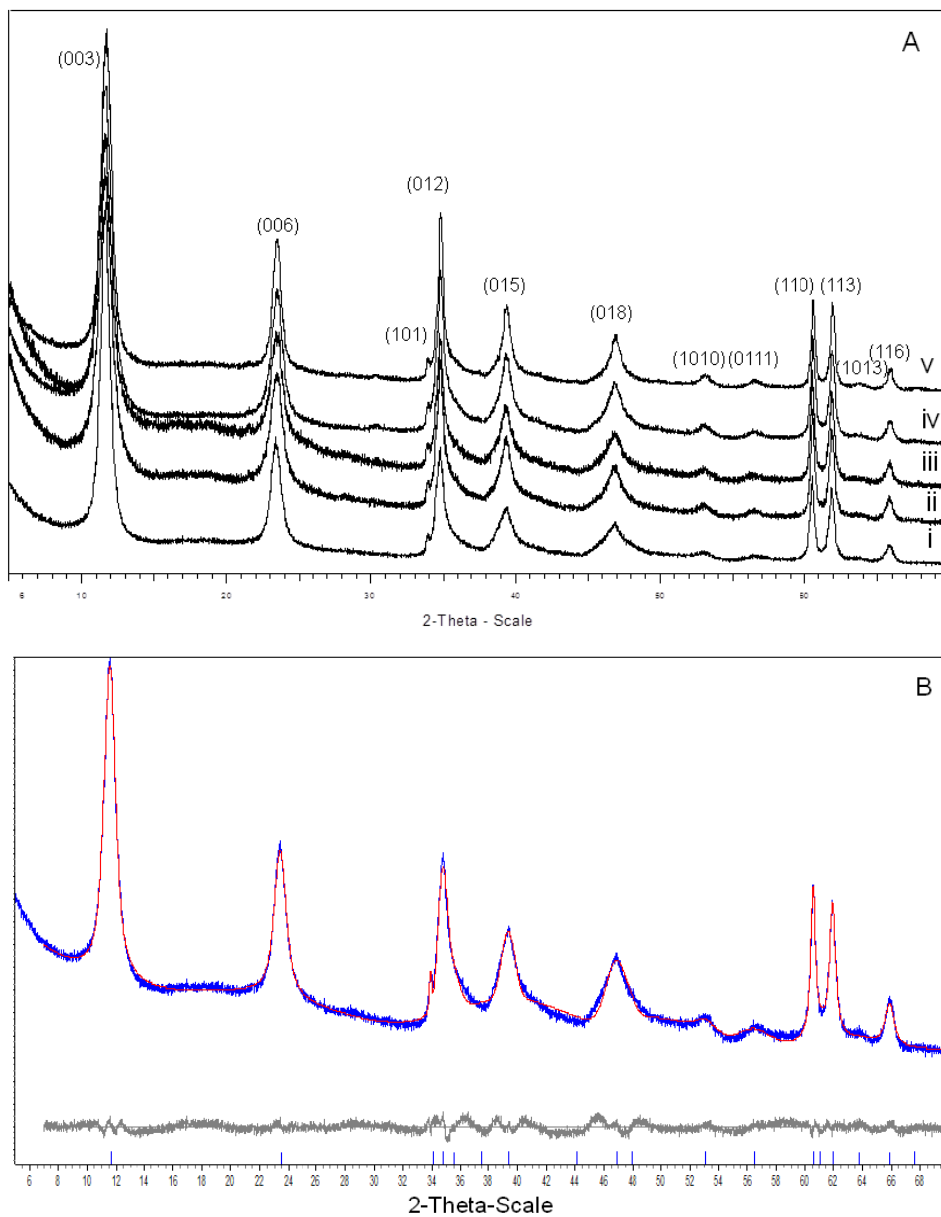 A
(003)
(012)
(006)
(015)
(110) (113)
(018)
(101)
(1010) (0111)
(116)
(1013)
v
iv
iii
ii
i
5 10 20 30 40 50 60
2-Theta - Scale
B
6 8 10 12 14 16 18 20 22 24 26 28 30 32 34 36 38 40 42 44 46 48 50 52 54 56 58 60 62 64 66 68
2-Theta-Scale